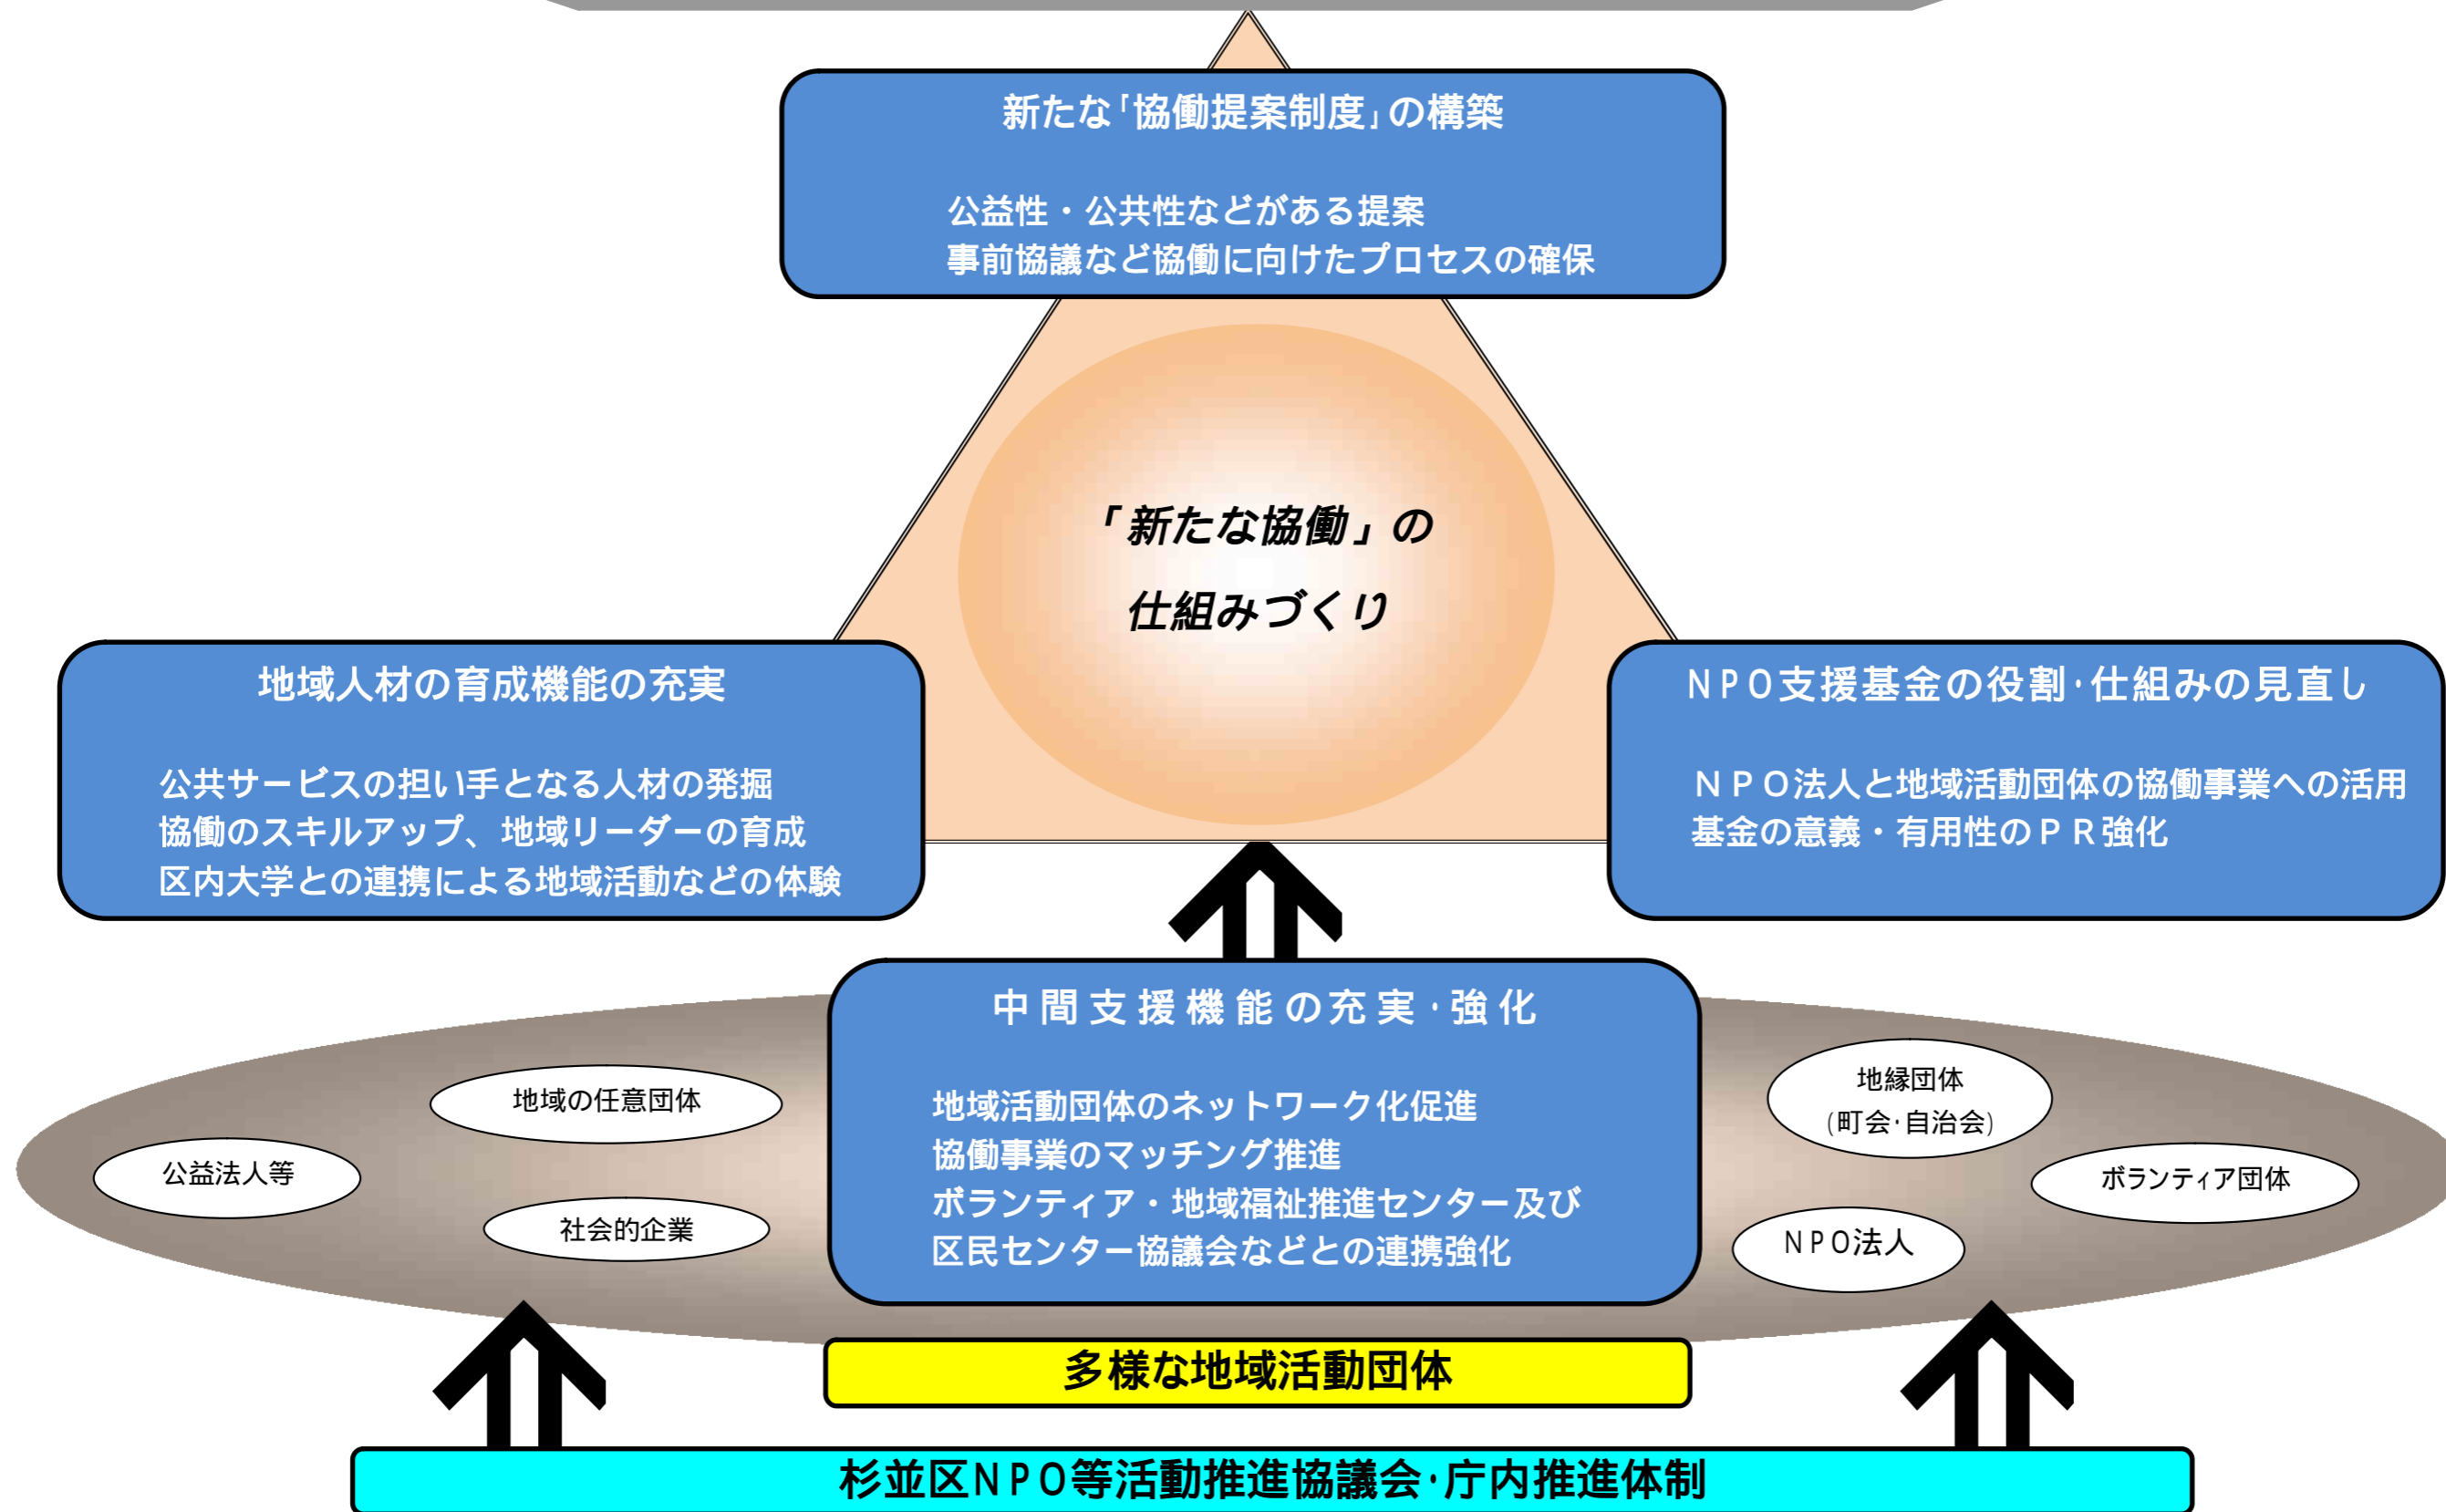 新たな「協働提案制度」の構築
公益性・公共性などがある提案
事前協議など協働に向けたプロセスの確保
「新たな協働」の
仕組みづくり
地域人材の育成機能の充実
公共サービスの担い手となる人材の発掘
協働のスキルアップ、地域リーダーの育成
区内大学との連携による地域活動などの体験
NPO支援基金の役割・仕組みの見直し
NPO法人と地域活動団体の協働事業への活用
基金の意義・有用性のPR強化
中間支援機能の充実・強化
地域活動団体のネットワーク化促進
協働事業のマッチング推進
ボランティア・地域福祉推進センター及び
区民センター協議会などとの連携強化
地域の任意団体
公益法人等
社会的企業
地縁団体
(町会・自治会)
ボランティア団体
NPO法人
多様な地域活動団体
杉並区NPO等活動推進協議会・庁内推進体制